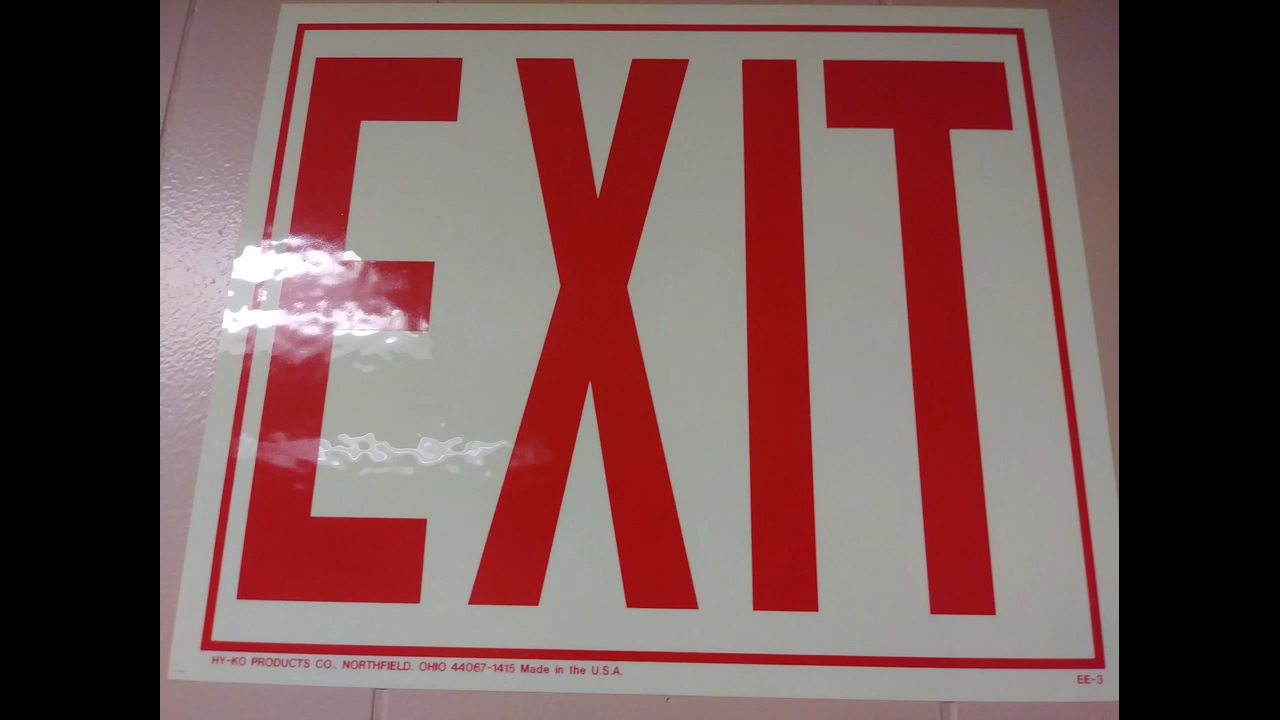 EXIT
HY-KO PRODUCTS CO., NORTHFIELD, OHIO 44067-1415 Made in the U.S.A.
EE-3